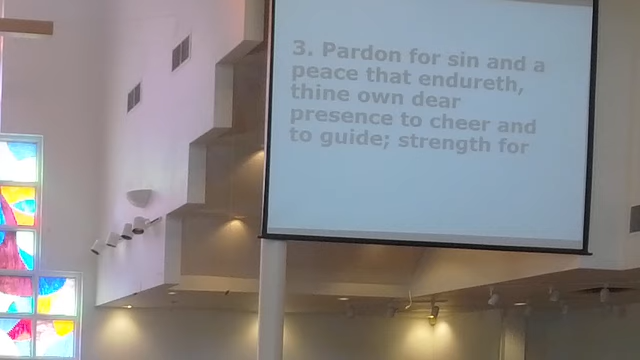 3. Pardon for sin and a
peace that endureth,
thine own dear
presence to cheer and
to guide; strength for